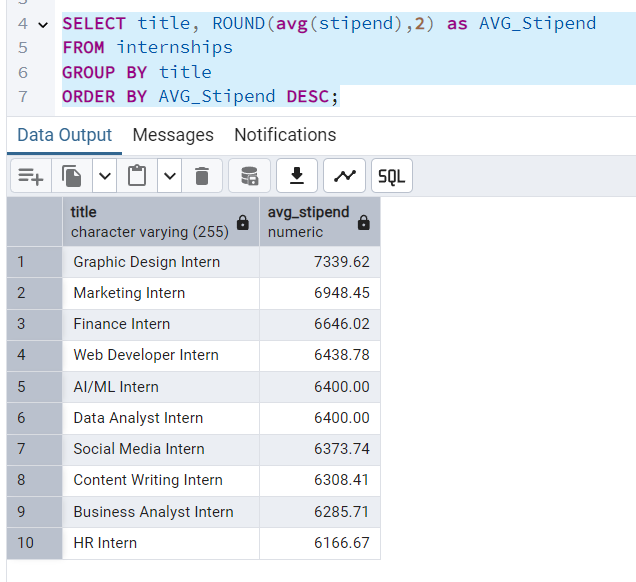 4 SELECT title, ROUND(avg(stipend),2) as AVG_Stipend
5 FROM internships
6 GROUP BY title
7 ORDER BY AVG_Stipend DESC;
Data Output Messages Notifications
SQL
title avg_stipend
character varying (255) numeric
1 Graphic Design Intern 7339.62
2 Marketing Intern 6948.45
3 Finance Intern 6646.02
4 Web Developer Intern 6438.78
5 AI/ML Intern 6400.00
6 Data Analyst Intern 6400.00
7 Social Media Intern 6373.74
8 Content Writing Intern 6308.41
9 Business Analyst Intern 6285.71
10 HR Intern 6166.67